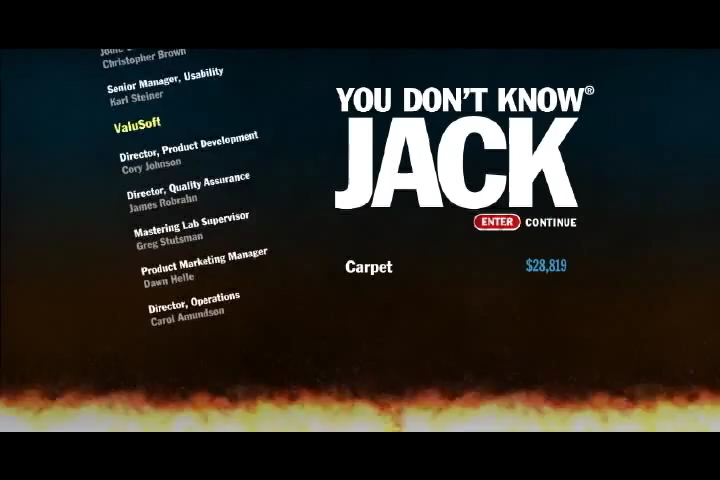 Christopher Brown
Senior Manager, Usability
Karl Steiner
ValuSoft
Director, Product Development
Cory Johnson
Director, Quality Assurance
James Robrahn
Mastering Lab Supervisor
Greg Stutsman
Product Marketing Manager
Dawn Helle
Director, Operations
Carol Amundson
YOU DON'T KNOW®
JACK
ENTER CONTINUE
Carpet $28,819